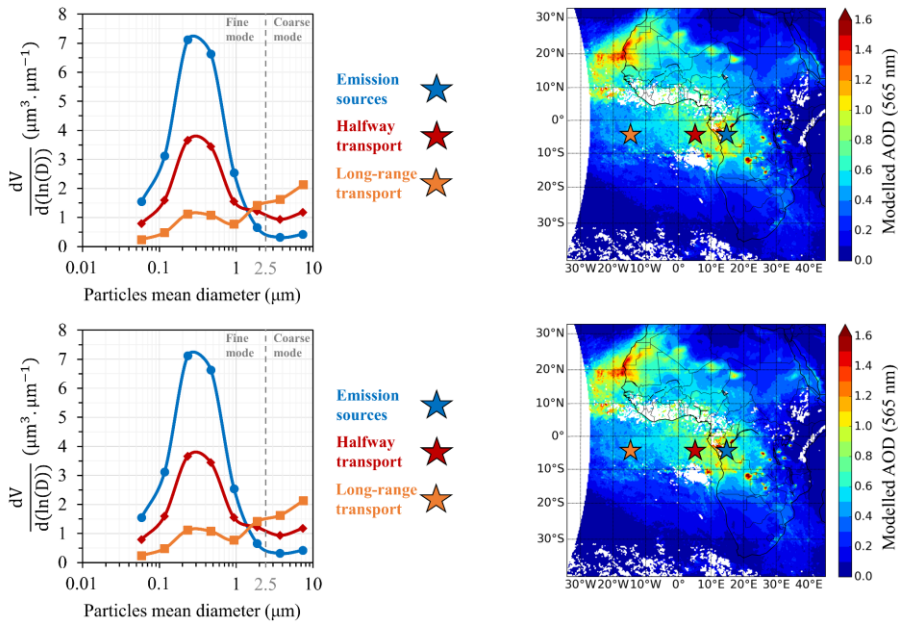 8
7
6
5
4
3
2
1
0
dV
d(ln(D))
(μm³. μm⁻¹)
Fine mode
Coarse mode
0.01 0.1 1 2.5 10
Particles mean diameter (μm)
Emission sources
Halfway transport
Long-range transport
30°N
20°N
10°N
0°
10°S
20°S
30°S
30°W 20°W 10°W 0° 10°E 20°E 30°E 40°E
1.6
1.4
1.2
1.0
0.8
0.6
0.4
0.2
0.0
Modelled AOD (565 nm)
8
7
6
5
4
3
2
1
0
dV
d(ln(D))
(μm³. μm⁻¹)
Fine mode
Coarse mode
0.01 0.1 1 2.5 10
Particles mean diameter (μm)
Emission sources
Halfway transport
Long-range transport
30°N
20°N
10°N
0°
10°S
20°S
30°S
30°W 20°W 10°W 0° 10°E 20°E 30°E 40°E
1.6
1.4
1.2
1.0
0.8
0.6
0.4
0.2
0.0
Modelled AOD (565 nm)